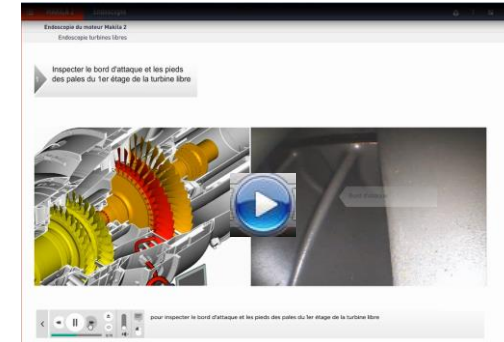 Endoscopie
Endoscopie du moteur Makila 2
Endoscopie turbines libres
Inspecter le bord d'attaque et les pieds
des pales du 1er étage de la turbine libre
pour inspecter le bord d'attaque et les pieds des pales du 1er étage de la turbine libre